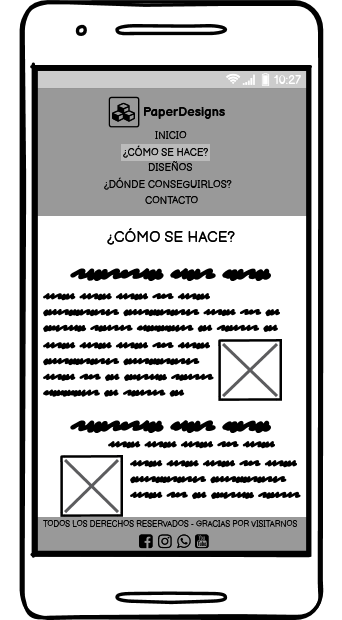 10:27
PaperDesigns
INICIO
¿CÓMO SE HACE?
DISEÑOS
¿DÓNDE CONSEGUIRLOS?
CONTACTO
¿CÓMO SE HACE?
TODOS LOS DERECHOS RESERVADOS - GRACIAS POR VISITARNOS